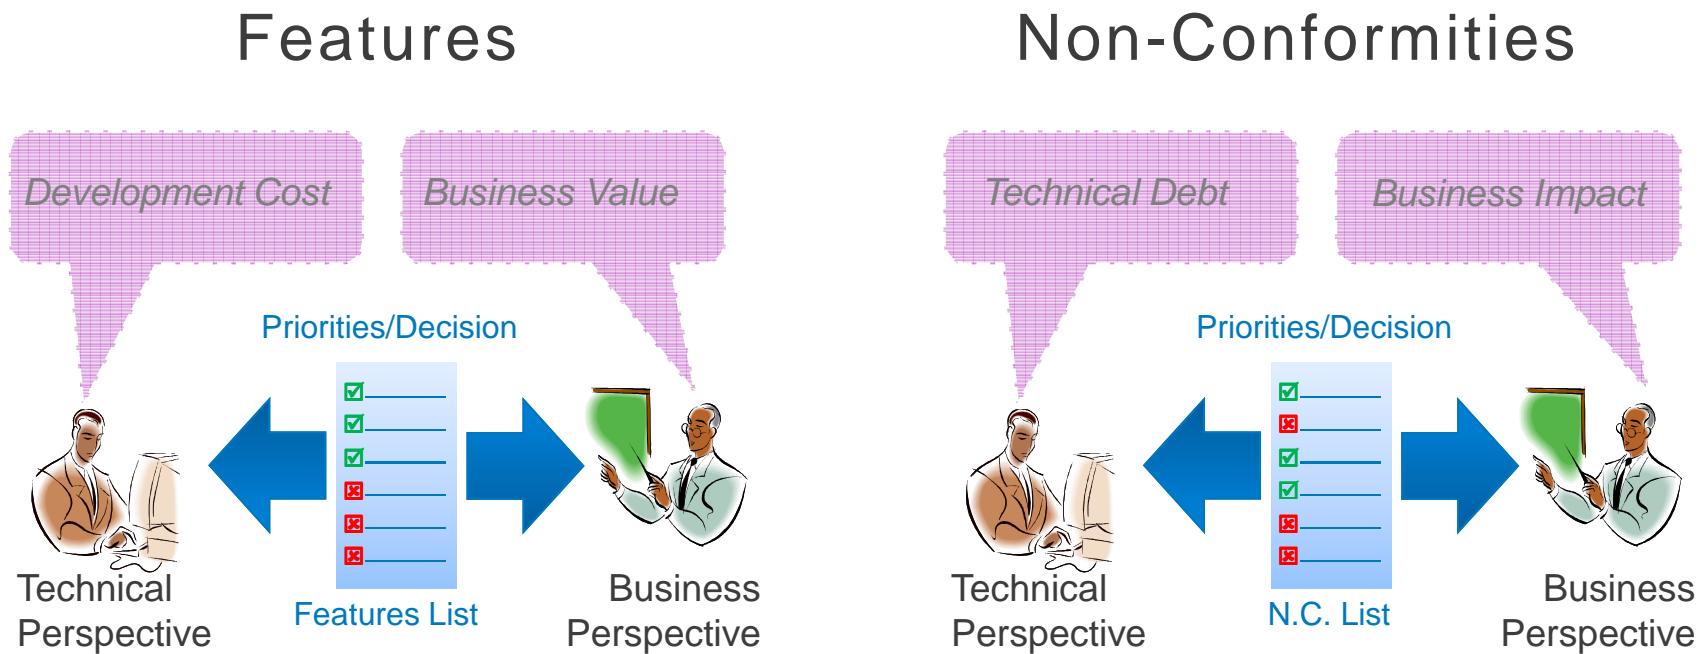 Features
Development Cost
Business Value
Priorities/Decision
Technical
Perspective
Features List
Business
Perspective
Non-Conformities
Technical Debt
Business Impact
Priorities/Decision
Technical
Perspective
N.C. List
Business
Perspective